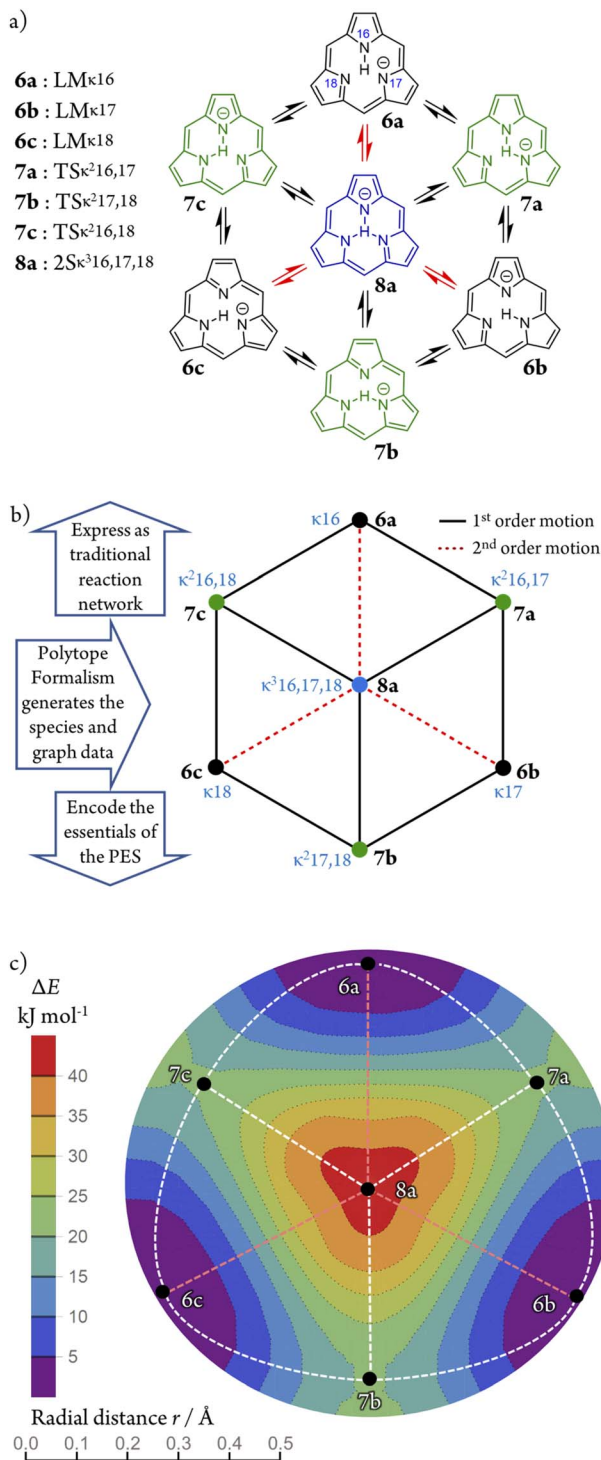 a)
6a : LMκ16
6b : LMκ17
6c : LMκ18
7a : TSκ²16,17
7b : TSκ²17,18
7c : TSκ²16,18
8a : 2Sκ³16,17,18
16
N
H
⊖
18
N
N
17
6a
⊖
N
H
N
N
7c
N
H
⊖
N
N
7a
⊖
N
H
N
N
8a
N
H
⊖
N
N
6c
⊖
N
H
N
N
6b
N
H
⊖
N
N
7b
b)
Express as
traditional
reaction
network
Polytope
Formalism
generates the
species and
graph data
Encode the
essentials of
the PES
κ16
6a
1st order motion
2nd order motion
κ²16,18
7c
κ²16,17
7a
κ³16,17,18
8a
6c
κ18
6b
κ17
7b
κ²17,18
c)
ΔE
kJ mol⁻¹
40
35
30
25
20
15
10
5
6a
7c
7a
8a
6c
6b
7b
Radial distance r / Å
0.0 0.1 0.2 0.3 0.4 0.5